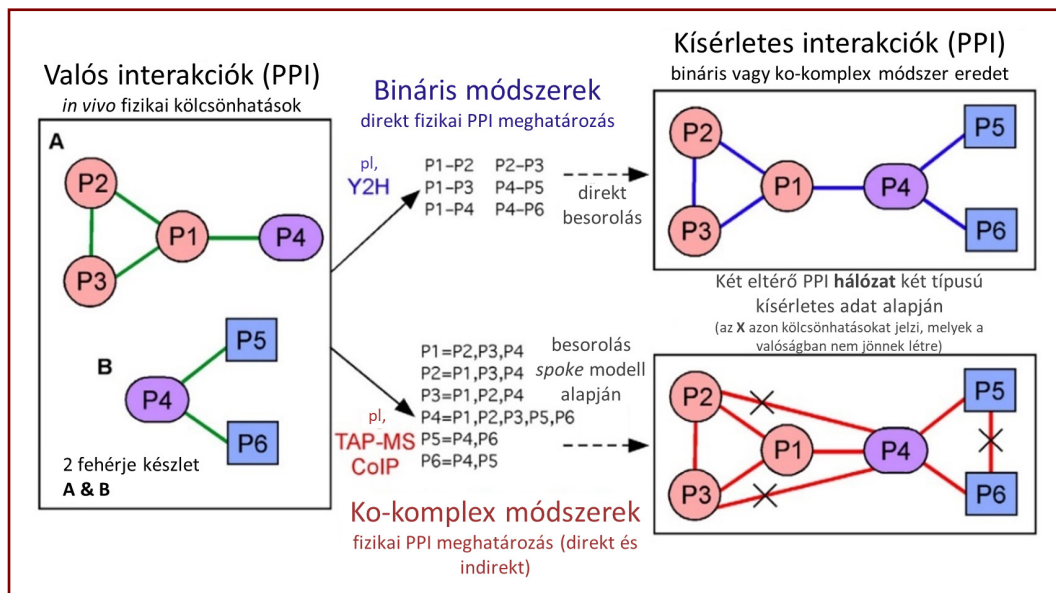 Valós interakciók (PPI)
in vivo fizikai kölcsönhatások
A
P2
P1
P4
P3
B
P5
P4
P6
2 fehérje készlet
A & B
Bináris módszerek
direkt fizikai PPI meghatározás
pl,
Y2H
P1–P2 P2–P3
P1–P3 P4–P5
P1–P4 P4–P6
direkt
besorolás
P1=P2,P3,P4
P2=P1,P3,P4
P3=P1,P2,P4
P4=P1,P2,P3,P5,P6
P5=P4,P6
P6=P4,P5
besorolás
spoke modell
alapján
pl,
TAP-MS
CoIP
Ko-komplex módszerek
fizikai PPI meghatározás (direkt és
indirekt)
Kísérletes interakciók (PPI)
bináris vagy ko-komplex módszer eredet
P2
P5
P1
P4
P3
P6
Két eltérő PPI hálózat két típusú
kísérletes adat alapján
(az X azon kölcsönhatásokat jelzi, melyek a
valóságban nem jönnek létre)
P2
P5
P1
P4
P3
P6